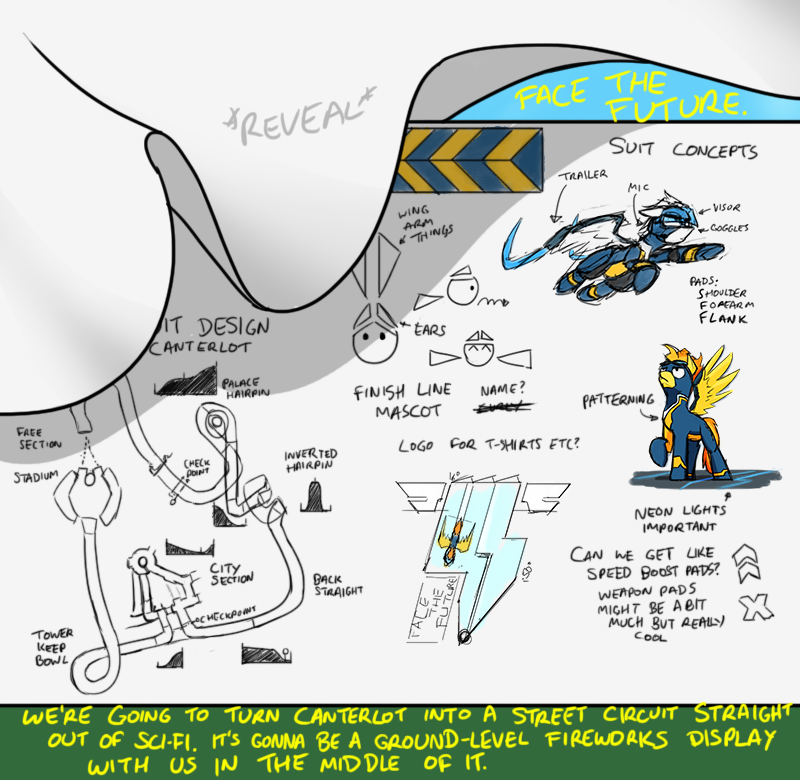 FACE THE
FUTURE.
*REVEAL*
SUIT CONCEPTS
TRAILER
MIC
VISOR
GOGGLES
PADS:
SHOULDER
FOREARM
FLANK
WING
ARM
THINGS
EARS
FINISH LINE
MASCOT
NAME?
PATTERNING
NEON LIGHTS
IMPORTANT
LOGO FOR T-SHIRTS ETC?
FACE
THE
FUTURE
CAN WE GET LIKE
SPEED BOOST PADS?
WEAPON PADS
MIGHT BE A BIT
MUCH BUT REALLY
COOL
IT DESIGN
CANTERLOT
PALACE
HAIRPIN
FREE
SECTION
STADIUM
CHECK
POINT
INVERTED
HAIRPIN
CITY
SECTION
BACK
STRAIGHT
CHECKPOINT
TOWER
KEEP
BOWL
WE'RE GOING TO TURN CANTERLOT INTO A STREET CIRCUIT STRAIGHT
OUT OF SCI-FI. IT'S GONNA BE A GROUND-LEVEL FIREWORKS DISPLAY
WITH US IN THE MIDDLE OF IT.